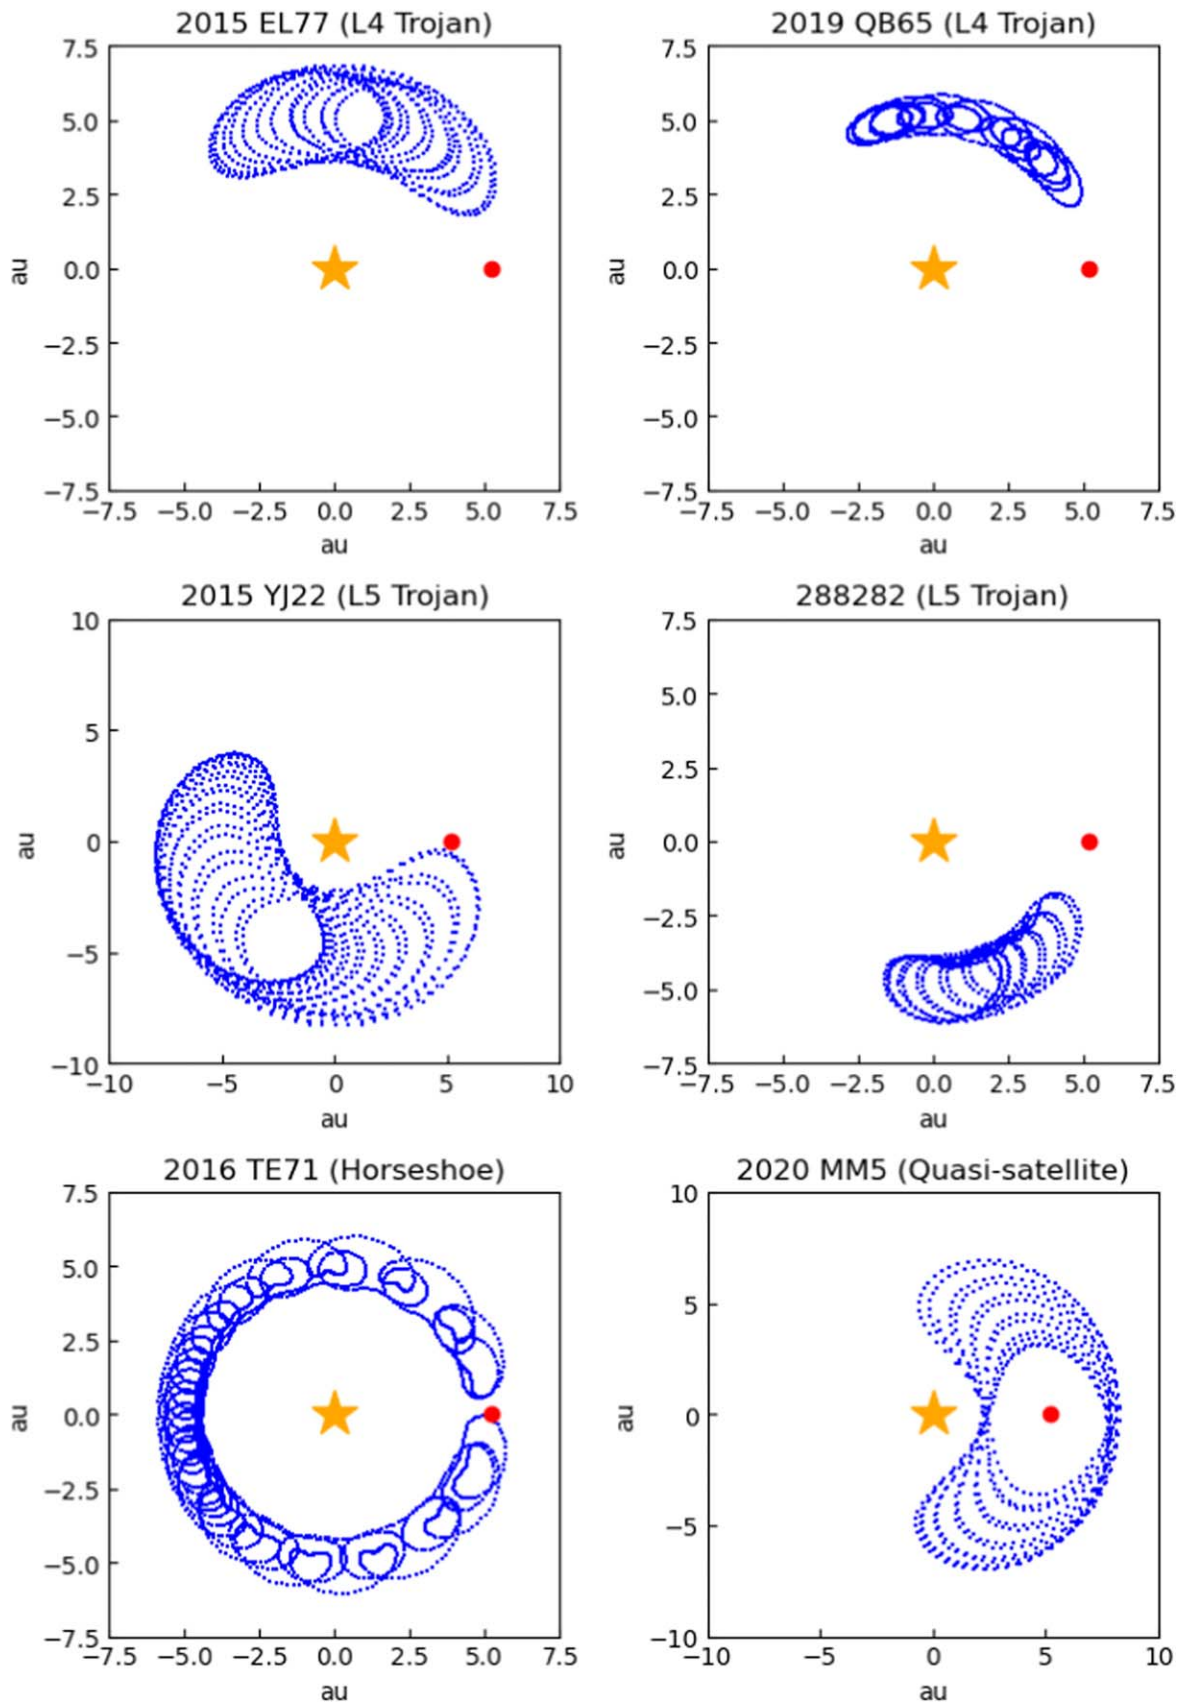 2015 EL77 (L4 Trojan)
7.5
5.0
2.5
0.0
−2.5
−5.0
−7.5
au
−7.5 −5.0 −2.5 0.0 2.5 5.0 7.5
au
2019 QB65 (L4 Trojan)
7.5
5.0
2.5
0.0
−2.5
−5.0
−7.5
au
−7.5 −5.0 −2.5 0.0 2.5 5.0 7.5
au
2015 YJ22 (L5 Trojan)
10
5
0
−5
−10
au
−10 −5 0 5 10
au
288282 (L5 Trojan)
7.5
5.0
2.5
0.0
−2.5
−5.0
−7.5
au
−7.5 −5.0 −2.5 0.0 2.5 5.0 7.5
au
2016 TE71 (Horseshoe)
7.5
5.0
2.5
0.0
−2.5
−5.0
−7.5
au
−7.5 −5.0 −2.5 0.0 2.5 5.0 7.5
au
2020 MM5 (Quasi-satellite)
10
5
0
−5
−10
au
−10 −5 0 5 10
au